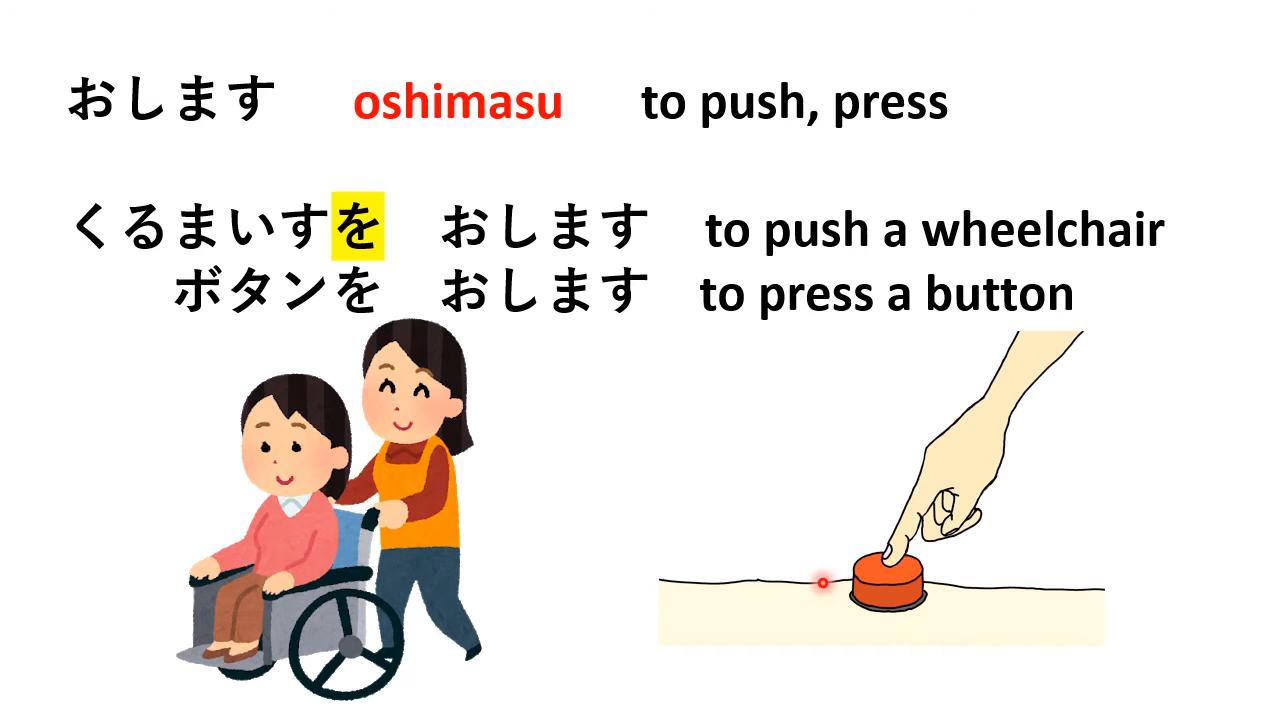 おします oshimasu to push, press
くるまいすを おします to push a wheelchair
ボタンを おします to press a button